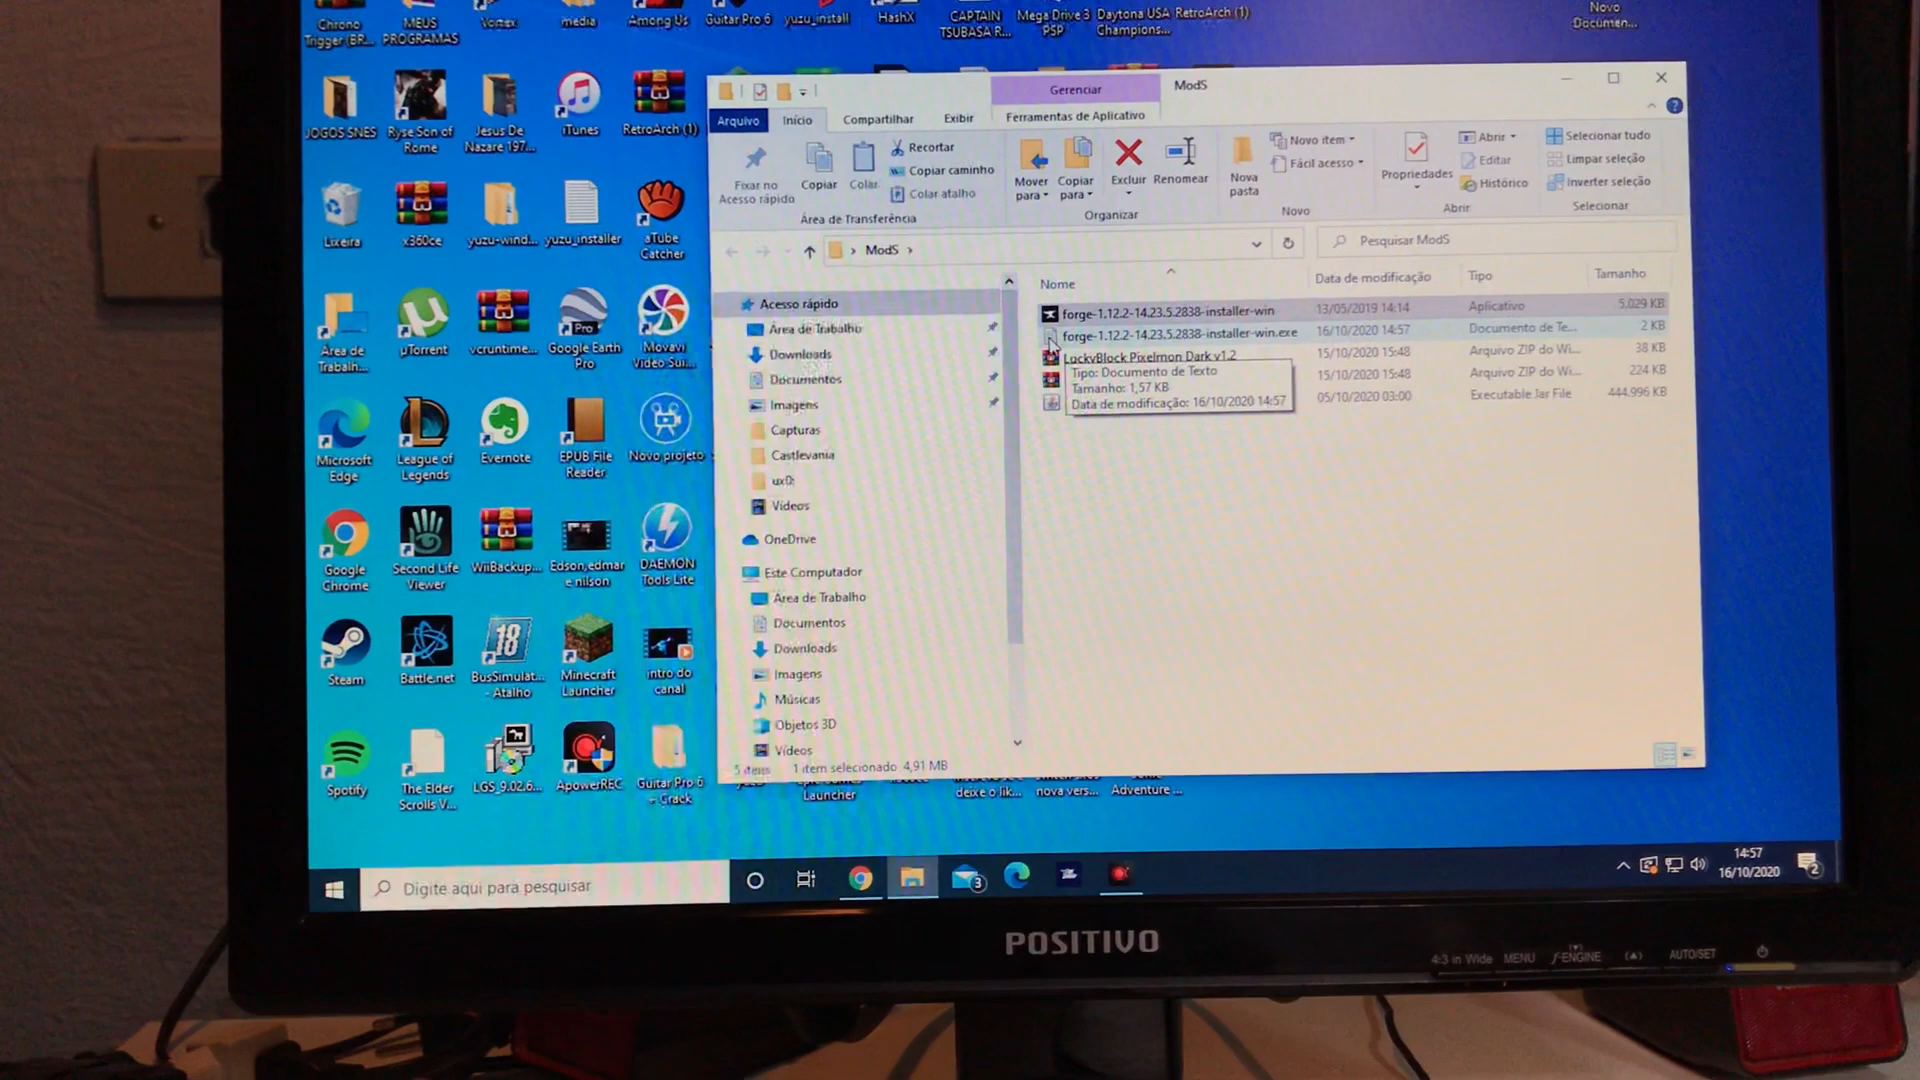 Chrono
Trigger (BR...
MEUS
PROGRAMAS
Vortex
media
Among Us
Guitar Pro 6
yuzu_install
HashX
CAPTAIN
TSUBASA R...
Mega Drive 3
PSP
Daytona USA
Champions...
RetroArch (1)
Novo
Documen...
JOGOS SNES
Ryse Son of
Rome
Jesus De
Nazare 197...
iTunes
RetroArch (1)
Lixeira
x360ce
yuzu-wind...
yuzu_installer
aTube
Catcher
Área de
Trabaln...
µTorrent
vcruntime...
Pro
Google Earth
Pro
Movavi
Video Sui...
Microsoft
Edge
League of
Legends
Evernote
EPUB File
Reader
Novo projeto
Google
Chrome
Second Life
Viewer
WiiBackup...
Edson,edmar
e nilson
DAEMON
Tools Lite
Steam
Battle.net
18
BusSimulat...
- Atalho
Minecraft
Launcher
intro do
canal
Spotify
The Elder
Scrolls V...
LGS_9.02.6...
ApowerREC
Guitar Pro 6
- Crack
Launcher
deixe o lik...
nova vers...
Adventure ...
Gerenciar
ModS
Arquivo
Início
Compartilhar
Exibir
Ferramentas de Aplicativo
Fixar no
Acesso rápido
Copiar
Colar
Recortar
Copiar caminho
Colar atalho
Área de Transferência
Mover
para
Copiar
para
Excluir
Renomear
Organizar
Nova
pasta
Novo item
Fácil acesso
Novo
Propriedades
Abrir
Editar
Histórico
Abrir
Selecionar tudo
Limpar seleção
Inverter seleção
Selecionar
ModS
Pesquisar ModS
Acesso rápido
Área de Trabalho
Downloads
Documentos
Imagens
Capturas
Castlevania
ux0:
Vídeos
OneDrive
Este Computador
Área de Trabalho
Documentos
Downloads
Imagens
Músicas
Objetos 3D
Vídeos
Nome
Data de modificação
Tipo
Tamanho
forge-1.12.2-14.23.5.2838-installer-win
13/05/2019 14:14
Aplicativo
5.029 KB
forge-1.12.2-14.23.5.2838-installer-win.exe
16/10/2020 14:57
Documento de Te...
2 KB
LuckyBlock Pixelmon Dark v1.2
15/10/2020 15:48
Arquivo ZIP do Wi...
38 KB
15/10/2020 15:48
Arquivo ZIP do Wi...
224 KB
05/10/2020 03:00
Executable Jar File
444.996 KB
Tipo: Documento de Texto
Tamanho: 1,57 KB
Data de modificação: 16/10/2020 14:57
5 itens
1 item selecionado 4,91 MB
Digite aqui para pesquisar
3
14:57
16/10/2020
2
POSITIVO
4:3 in Wide
MENU
f-ENGINE
AUTO/SET